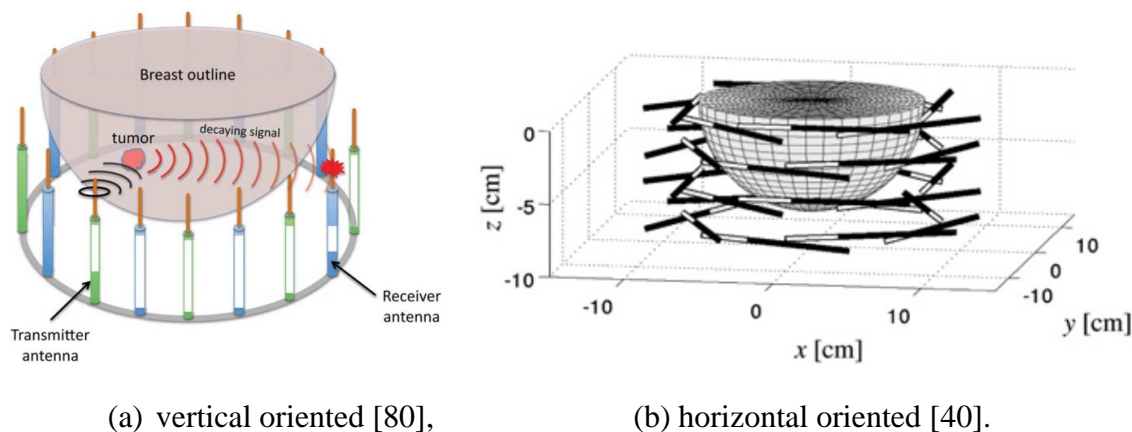 Breast outline
tumor
decaying signal
Transmitter
antenna
Receiver
antenna
0
-5
-10
z [cm]
-10
0
10
x [cm]
10
0
-10
y [cm]
(a) vertical oriented [80],
(b) horizontal oriented [40].